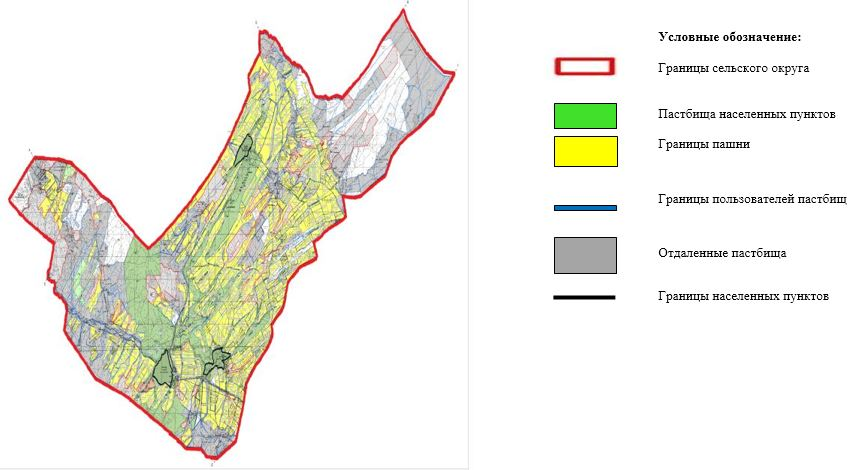 Условные обозначение:
Границы сельского округа
Пастбища населенных пунктов
Границы пашни
Границы пользователей пастбищ
Отдаленные пастбища
Границы населенных пунктов